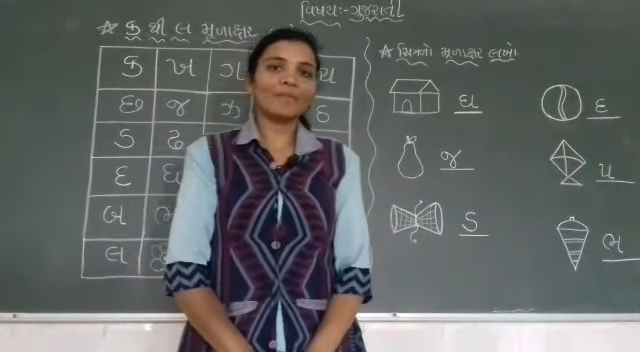 વિષય:-ગુજરાતી
★ ક થી લ મૂળાક્ષર
ક ખ ગ ચ
છ જ ઝ ઠ
ડ ઢ
દ ધ
બ ભ
લ
★ ચિત્રનો મૂળાક્ષર લખો.
ઘ દ
જ પ
ડ ભ